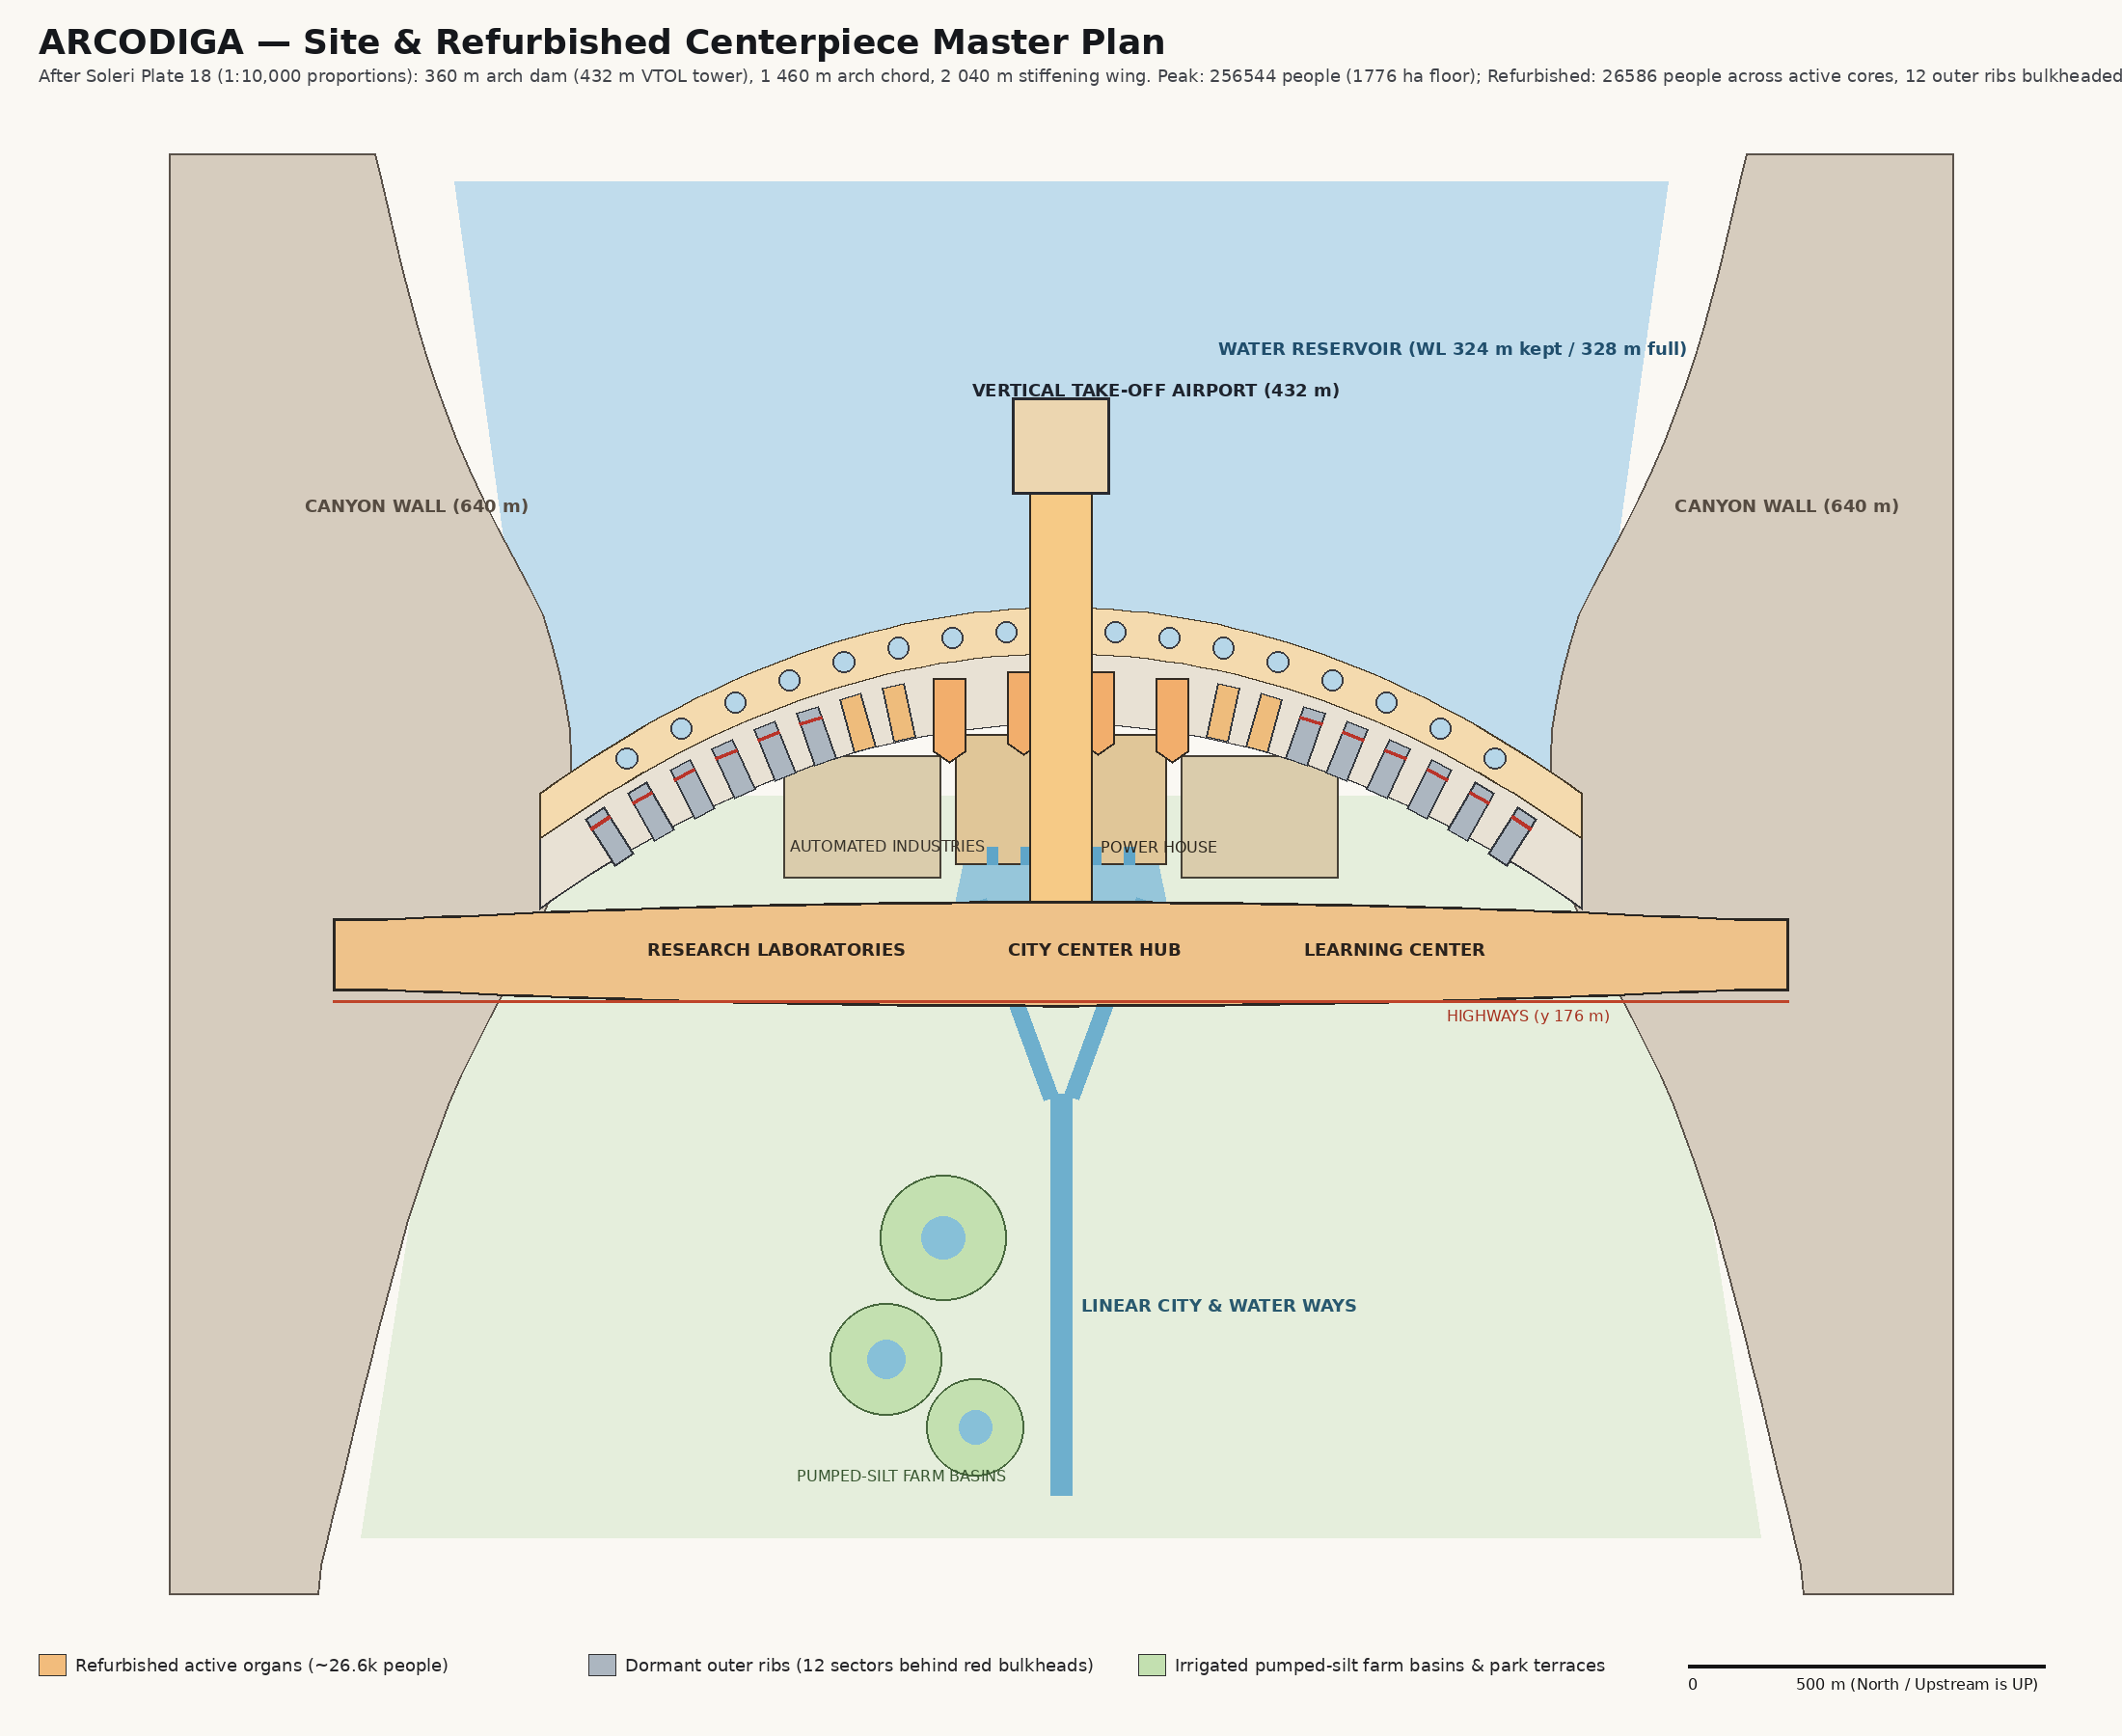 ARCODIGA — Site & Refurbished Centerpiece Master Plan
After Soleri Plate 18 (1:10,000 proportions): 360 m arch dam (432 m VTOL tower), 1 460 m arch chord, 2 040 m stiffening wing. Peak: 256544 people (1776 ha floor); Refurbished: 26586 people across active cores, 12 outer ribs bulkheaded
WATER RESERVOIR (WL 324 m kept / 328 m full)
VERTICAL TAKE-OFF AIRPORT (432 m)
CANYON WALL (640 m)
CANYON WALL (640 m)
AUTOMATED INDUSTRIES
POWER HOUSE
RESEARCH LABORATORIES
CITY CENTER HUB
LEARNING CENTER
HIGHWAYS (y 176 m)
LINEAR CITY & WATER WAYS
PUMPED-SILT FARM BASINS
Refurbished active organs (~26.6k people)
Dormant outer ribs (12 sectors behind red bulkheads)
Irrigated pumped-silt farm basins & park terraces
0
500 m (North / Upstream is UP)